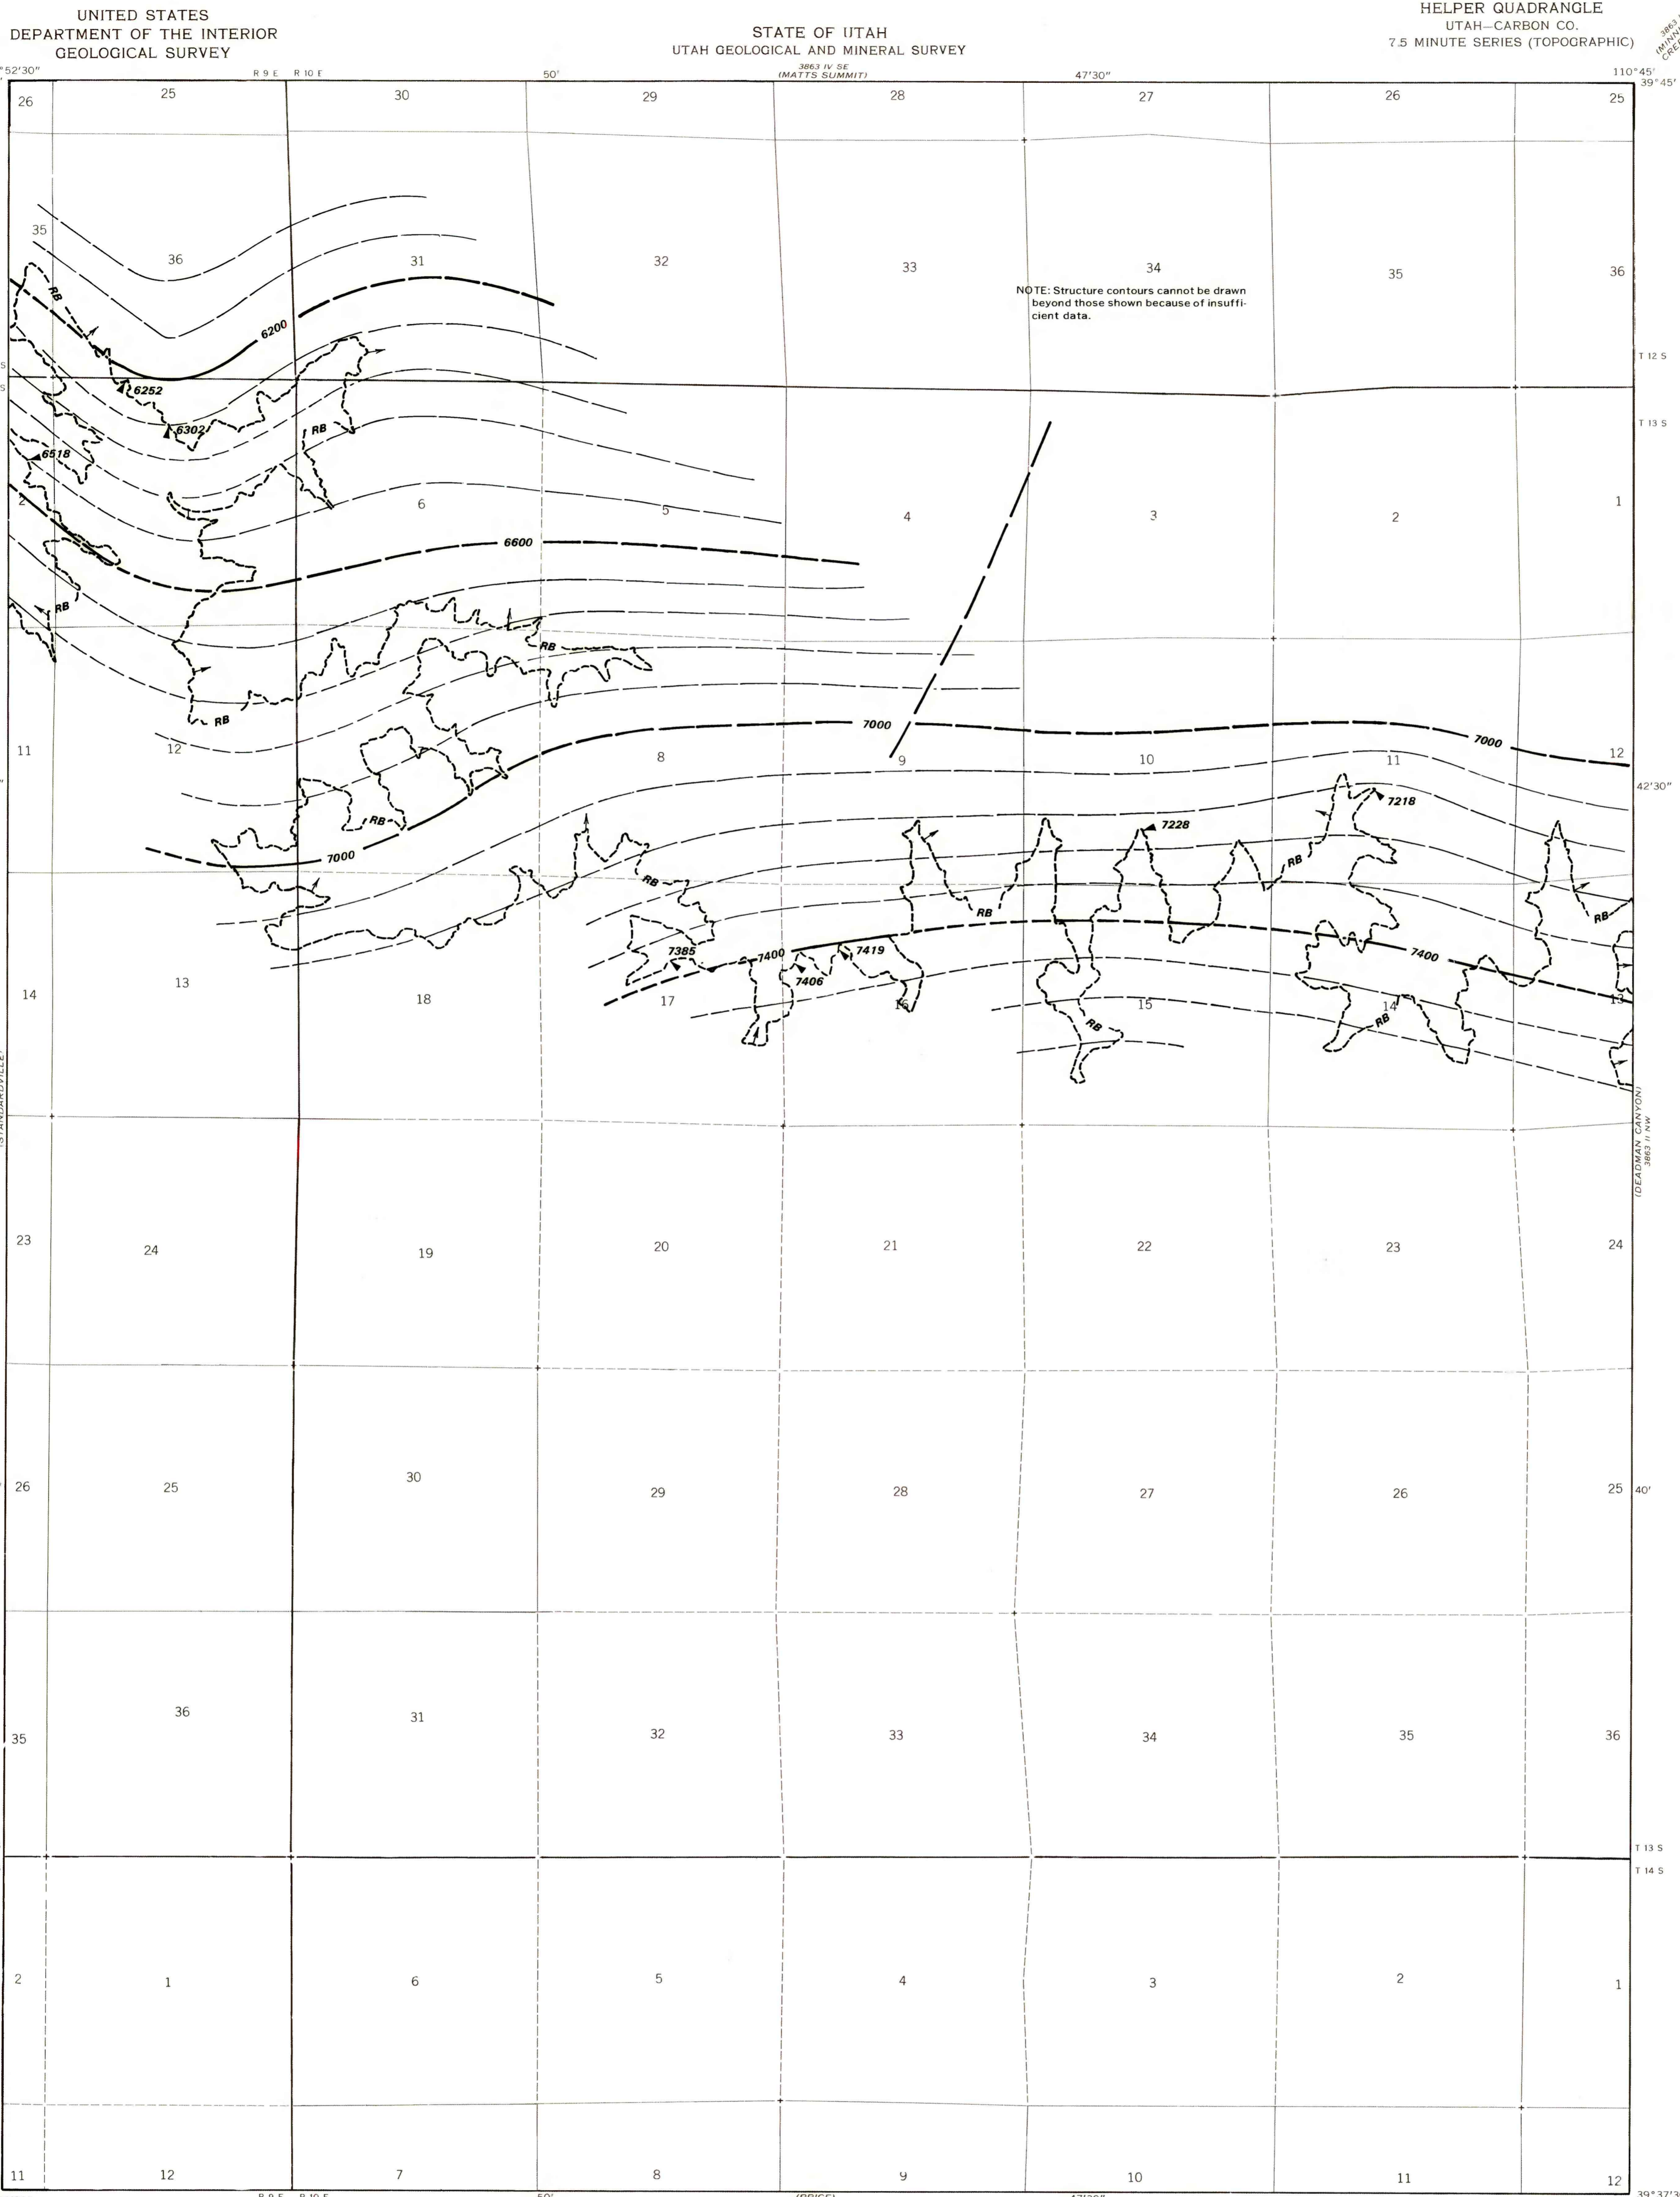 UNITED STATES
DEPARTMENT OF THE INTERIOR
GEOLOGICAL SURVEY
STATE OF UTAH
UTAH GEOLOGICAL AND MINERAL SURVEY
3863 IV SE
(MATTS SUMMIT)
HELPER QUADRANGLE
UTAH—CARBON CO.
7.5 MINUTE SERIES (TOPOGRAPHIC)
°52'30" R 9 E R 10 E 50' 47'30" 110°45'
39°45'
26 25 30 29 28 27 26 25
35 36 31 32 33 34 35 36
NOTE: Structure contours cannot be drawn
beyond those shown because of insuffi-
cient data.
RB
6200
T 12 S
6252
6302
RB
T 13 S
6518
2 6 5 4 3 2 1
6600
RB
RB
RB
7000
7000
11 12 7 8 9 10 11 12
42'30"
7218
RB
7228
7000
RB
RB
RB
RB
7385
7400
7419
7406
7400
14 13 18 17 16 15 14 13
RB
RB
(DEADMAN CANYON)
3863 II NW
23 24 19 20 21 22 23 24
26 25 30 29 28 27 26 25
40'
35 36 31 32 33 34 35 36
T 13 S
T 14 S
2 1 6 5 4 3 2 1
11 12 7 8 9 10 11 12